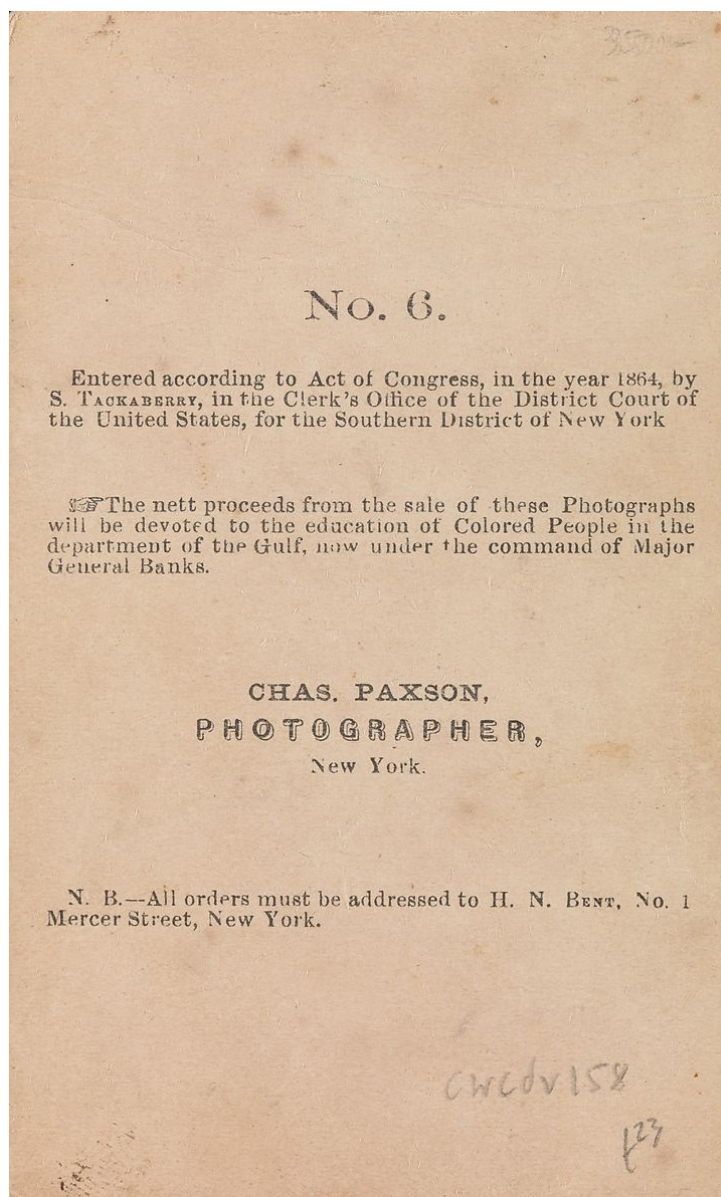 No. 6.
Entered according to Act of Congress, in the year 1864, by
S. TACKABERRY, in the Clerk's Office of the District Court of
the United States, for the Southern District of New York
☞The nett proceeds from the sale of these Photographs
will be devoted to the education of Colored People in the
department of the Gulf, now under the command of Major
General Banks.
CHAS. PAXSON,
PHOTOGRAPHER,
New York.
N. B.—All orders must be addressed to H. N. BENT, No. 1
Mercer Street, New York.
cwcdv158
23